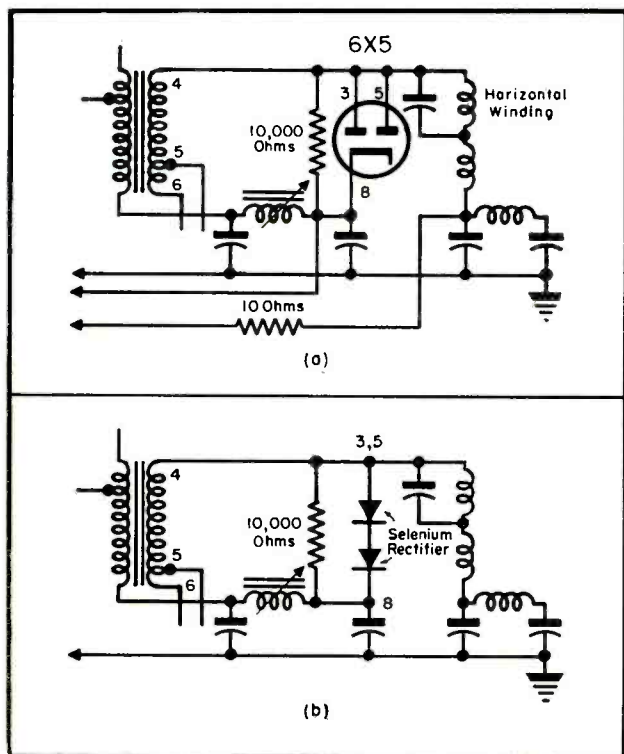 6X5
4
3
5
Horizontal
Winding
10,000
Ohms
5
6
8
10 Ohms
(a)
3,5
4
10,000
Ohms
Selenium
Rectifier
5
6
8
(b)